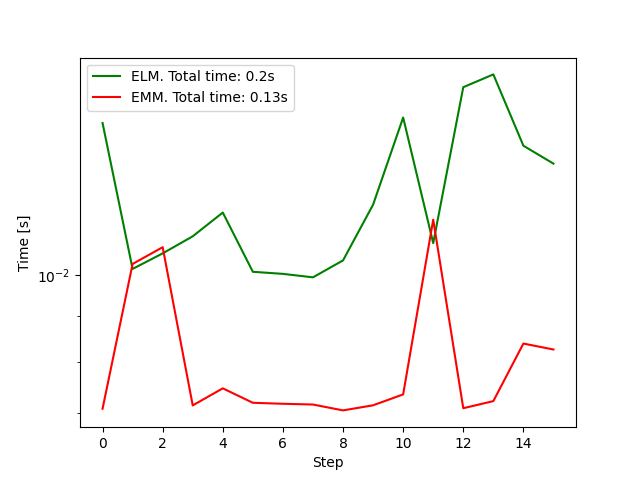 ELM. Total time: 0.2s
EMM. Total time: 0.13s
Time [s]
10⁻²
0 2 4 6 8 10 12 14
Step